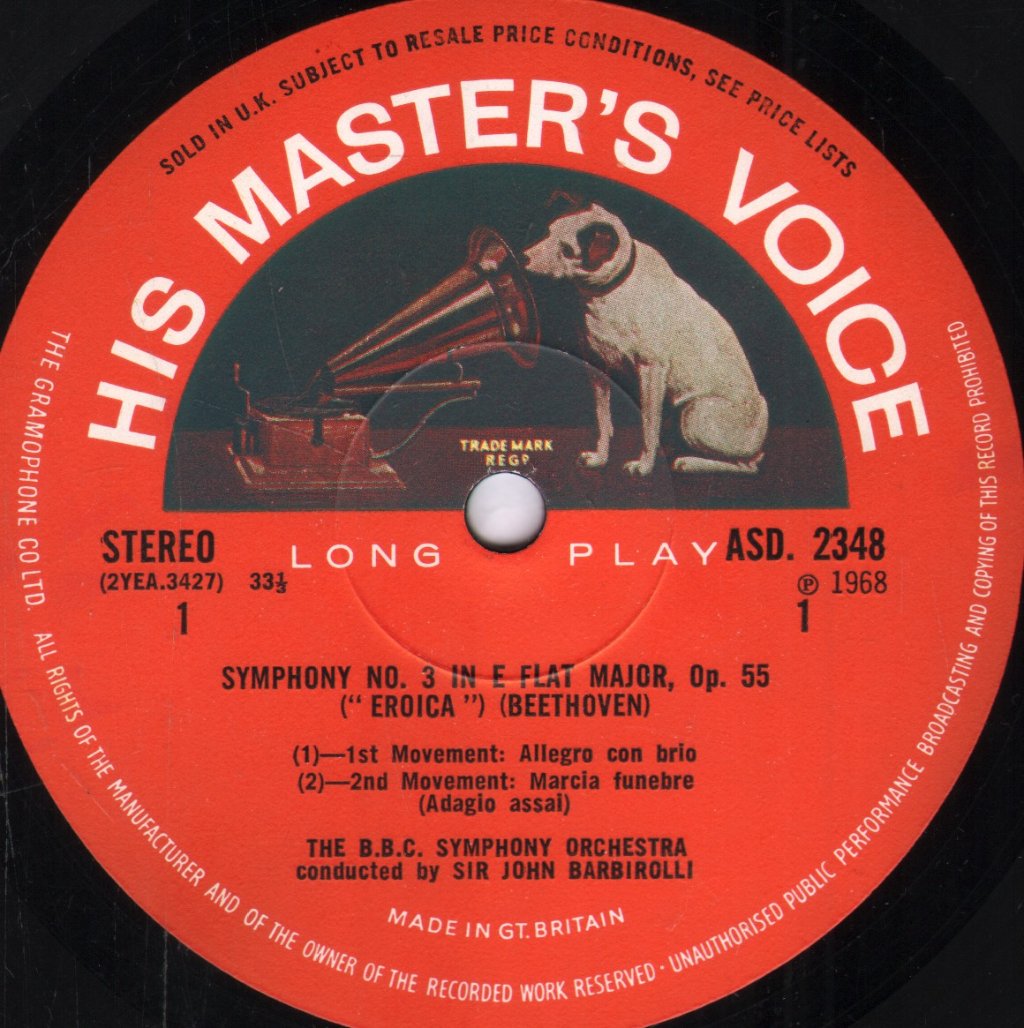 SOLD IN U.K. SUBJECT TO RESALE PRICE CONDITIONS, SEE PRICE LISTS
HIS MASTER'S VOICE
TRADE MARK
REGD
STEREO
(2YEA.3427) 33⅓
1
LONG PLAY
ASD. 2348
Ⓟ 1968
1
SYMPHONY NO. 3 IN E FLAT MAJOR, Op. 55
(“EROICA”) (BEETHOVEN)
(1)—1st Movement: Allegro con brio
(2)—2nd Movement: Marcia funebre
(Adagio assai)
THE B.B.C. SYMPHONY ORCHESTRA
conducted by SIR JOHN BARBIROLLI
MADE IN GT. BRITAIN
THE GRAMOPHONE CO LTD. ALL RIGHTS OF THE MANUFACTURER AND OF THE OWNER OF THE RECORDED WORK RESERVED · UNAUTHORISED PUBLIC PERFORMANCE BROADCASTING AND COPYING OF THIS RECORD PROHIBITED